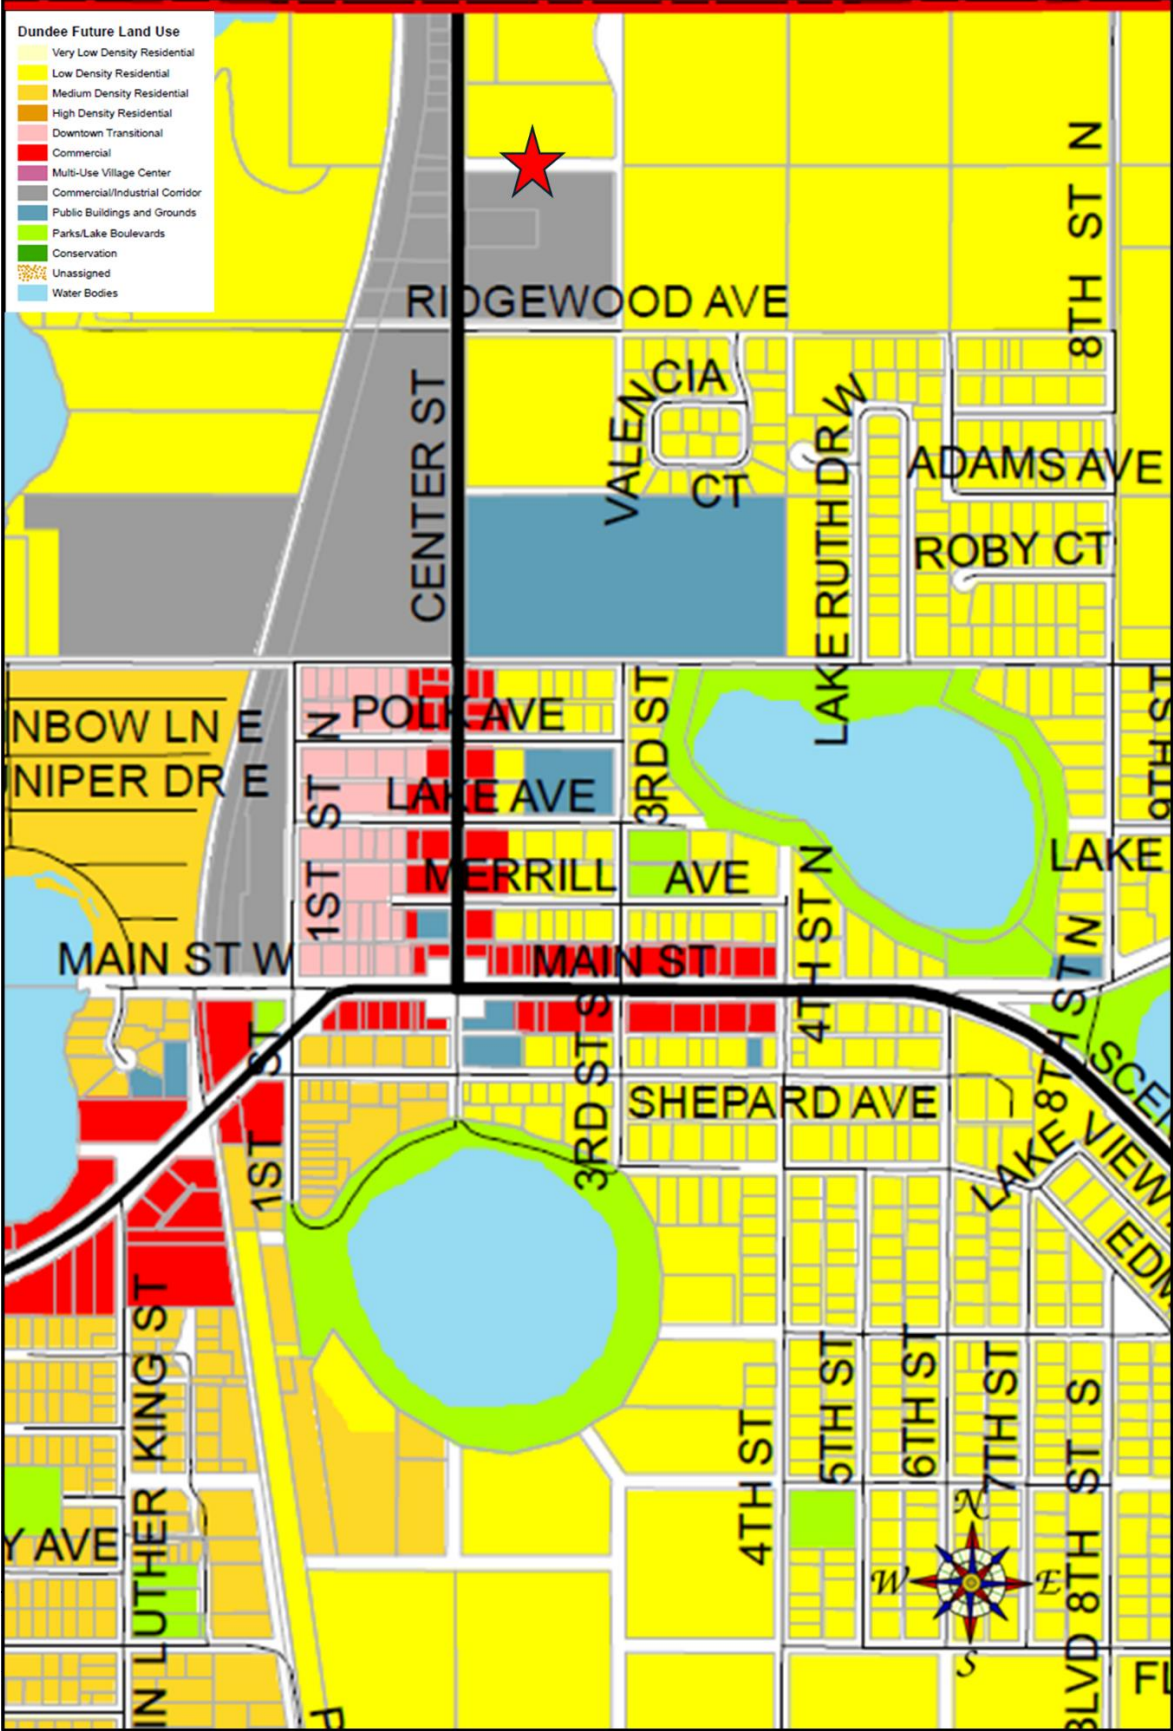 Dundee Future Land Use
Very Low Density Residential
Low Density Residential
Medium Density Residential
High Density Residential
Downtown Transitional
Commercial
Multi-Use Village Center
Commercial/Industrial Corridor
Public Buildings and Grounds
Parks/Lake Boulevards
Conservation
Unassigned
Water Bodies
8TH ST N
RIDGEWOOD AVE
CENTER ST
VALENCIA CT
LAKE RUTH DR W
ADAMS AVE
ROBY CT
NBOW LN E
NIPER DR E
1ST ST N
POLK AVE
LAKE AVE
3RD ST
MERRILL AVE
4TH ST N
LAKE
MAIN ST W
MAIN ST
8TH ST N
1ST ST
3RD ST S
SHEPARD AVE
LAKE
VIEW
EDM
IN LUTHER KING ST
Y AVE
4TH ST
5TH ST
6TH ST
7TH ST
BLVD 8TH ST S
N
W
E
S
FL
P